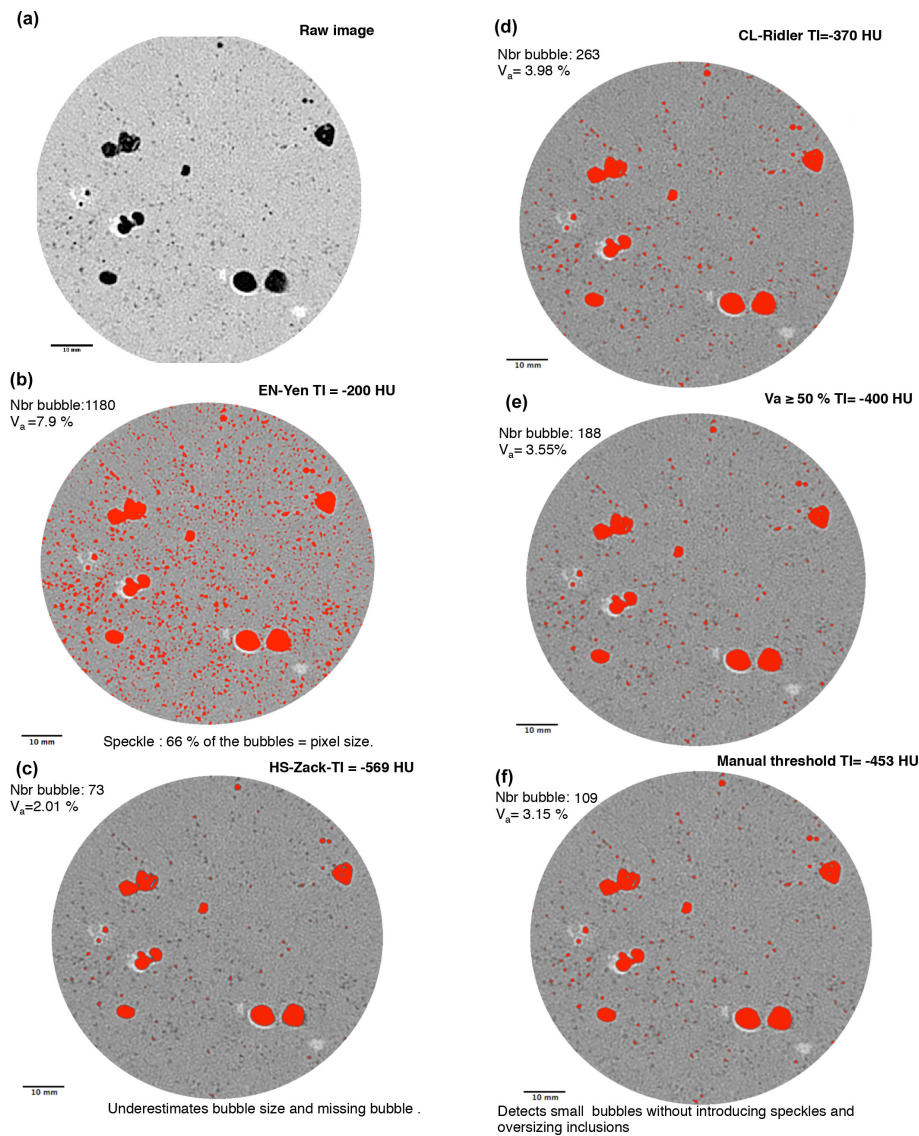 (a)
Raw image
10 mm
(b)
EN-Yen TI = -200 HU
Nbr bubble:1180
Va =7.9 %
10 mm
Speckle : 66 % of the bubbles = pixel size.
(c)
HS-Zack-TI = -569 HU
Nbr bubble: 73
Va=2.01 %
10 mm
Underestimates bubble size and missing bubble .
(d)
CL-Ridler TI=-370 HU
Nbr bubble: 263
Va= 3.98 %
10 mm
(e)
Va ≥ 50 % TI= -400 HU
Nbr bubble: 188
Va= 3.55%
10 mm
Manual threshold TI= -453 HU
(f)
Nbr bubble: 109
Va= 3.15 %
10 mm
Detects small bubbles without introducing speckles and
oversizing inclusions